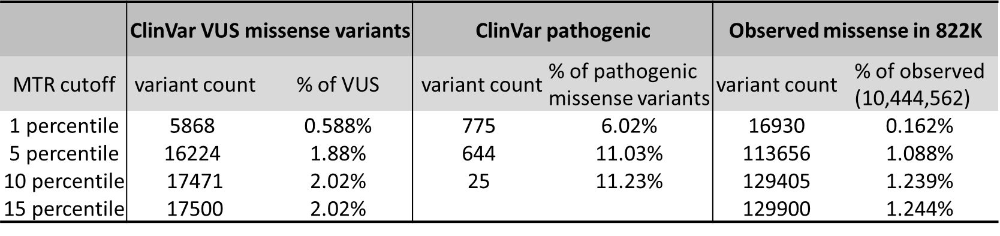 ClinVar VUS missense variants ClinVar pathogenic Observed missense in 822K
MTR cutoff variant count % of VUS variant count % of pathogenic missense variants variant count % of observed (10,444,562)
1 percentile 5868 0.588% 775 6.02% 16930 0.162%
5 percentile 16224 1.88% 644 11.03% 113656 1.088%
10 percentile 17471 2.02% 25 11.23% 129405 1.239%
15 percentile 17500 2.02% 129900 1.244%